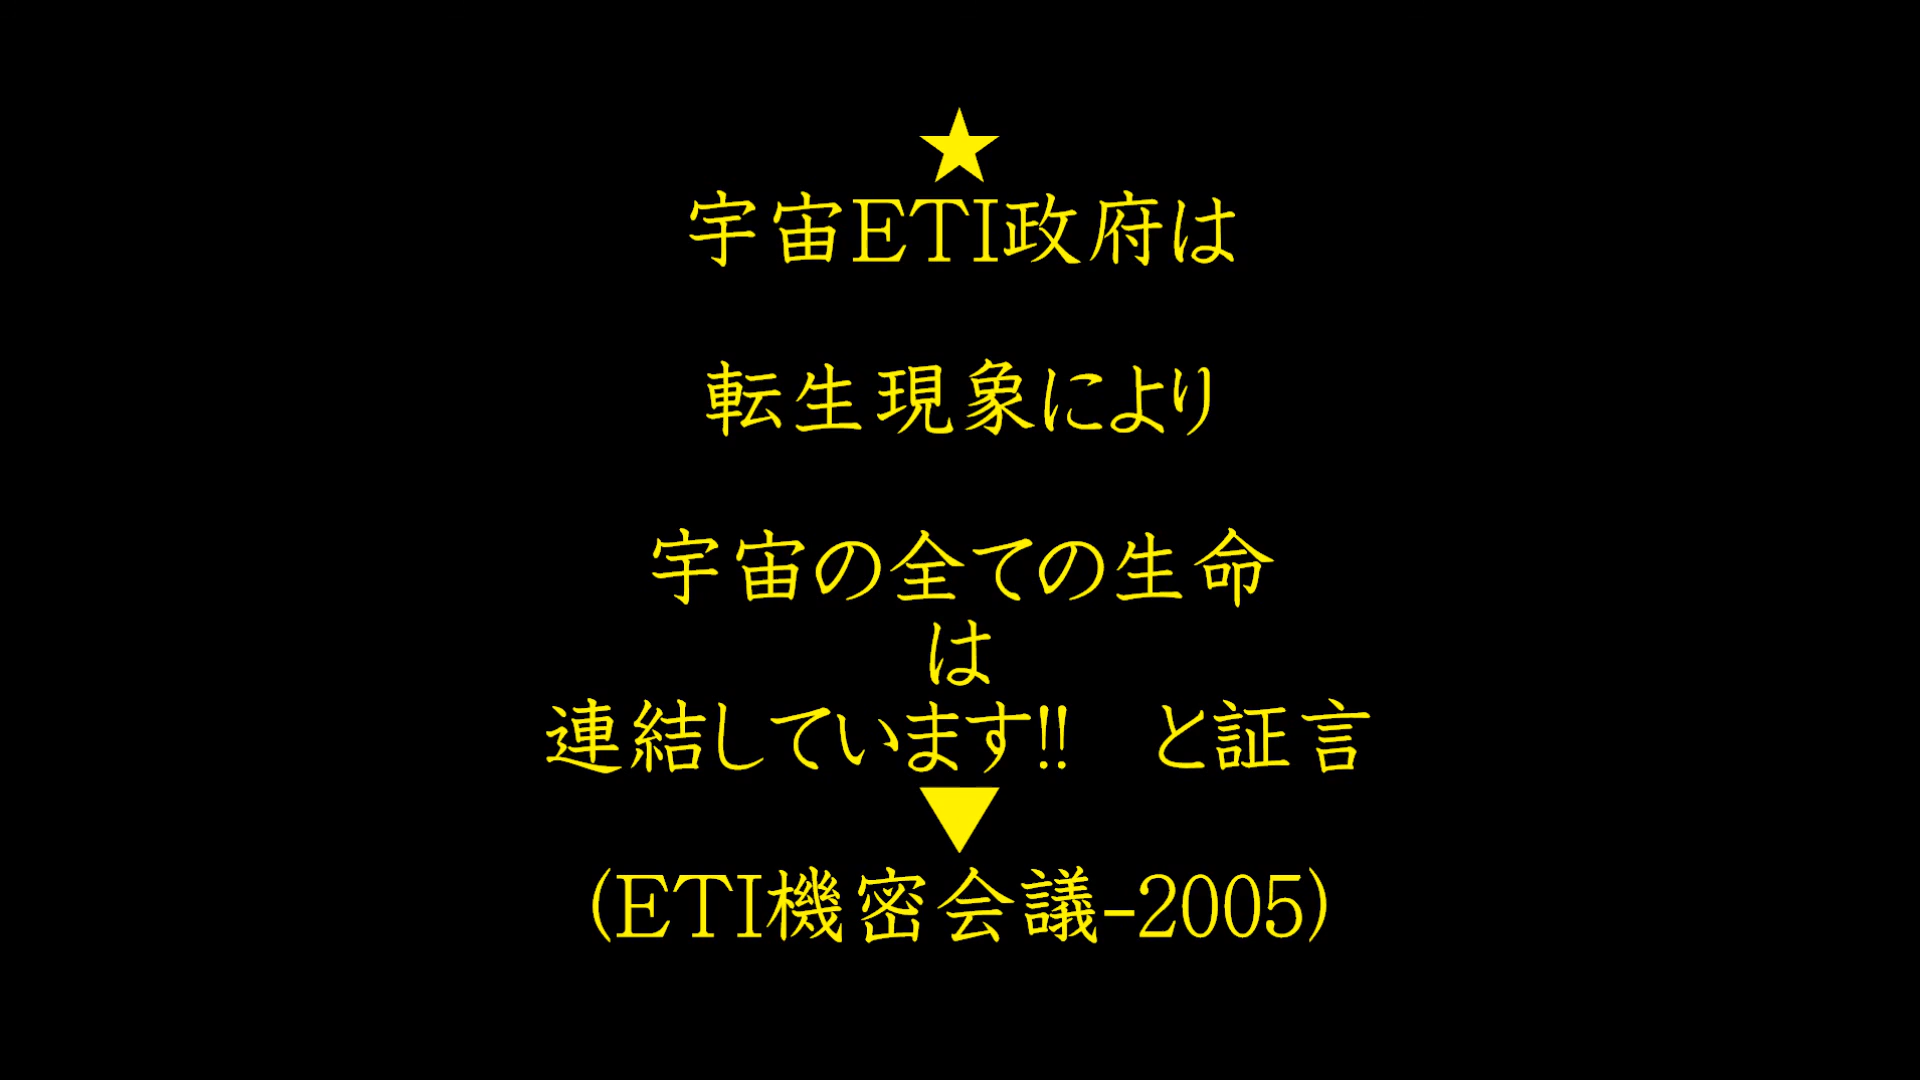 ★
宇宙ETI政府は
転生現象により
宇宙の全ての生命
は
連結しています!!　と証言
▼
(ETI機密会議-2005)